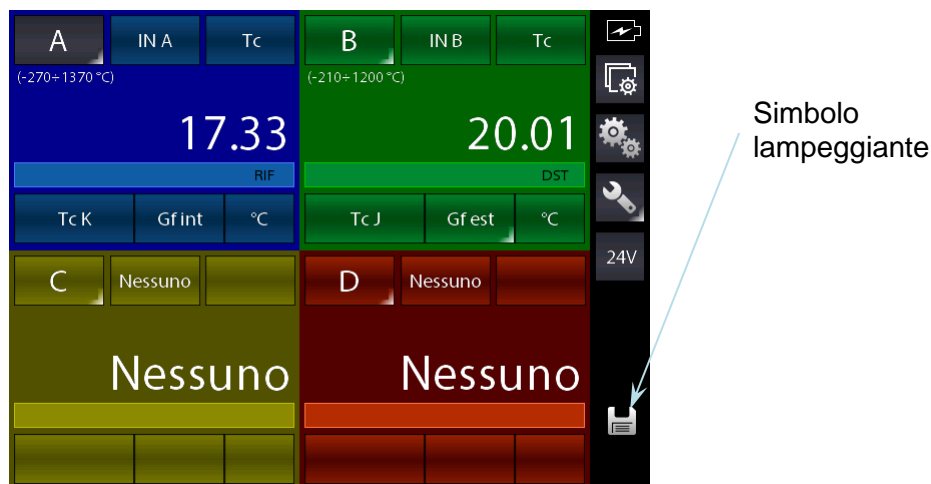 A IN A Tc
(-270÷1370 °C)
17.33
RIF
Tc K Gf int °C
B IN B Tc
(-210÷1200 °C)
20.01
DST
Tc J Gf est °C
C Nessuno
Nessuno
D Nessuno
Nessuno
24V
Simbolo
lampeggiante